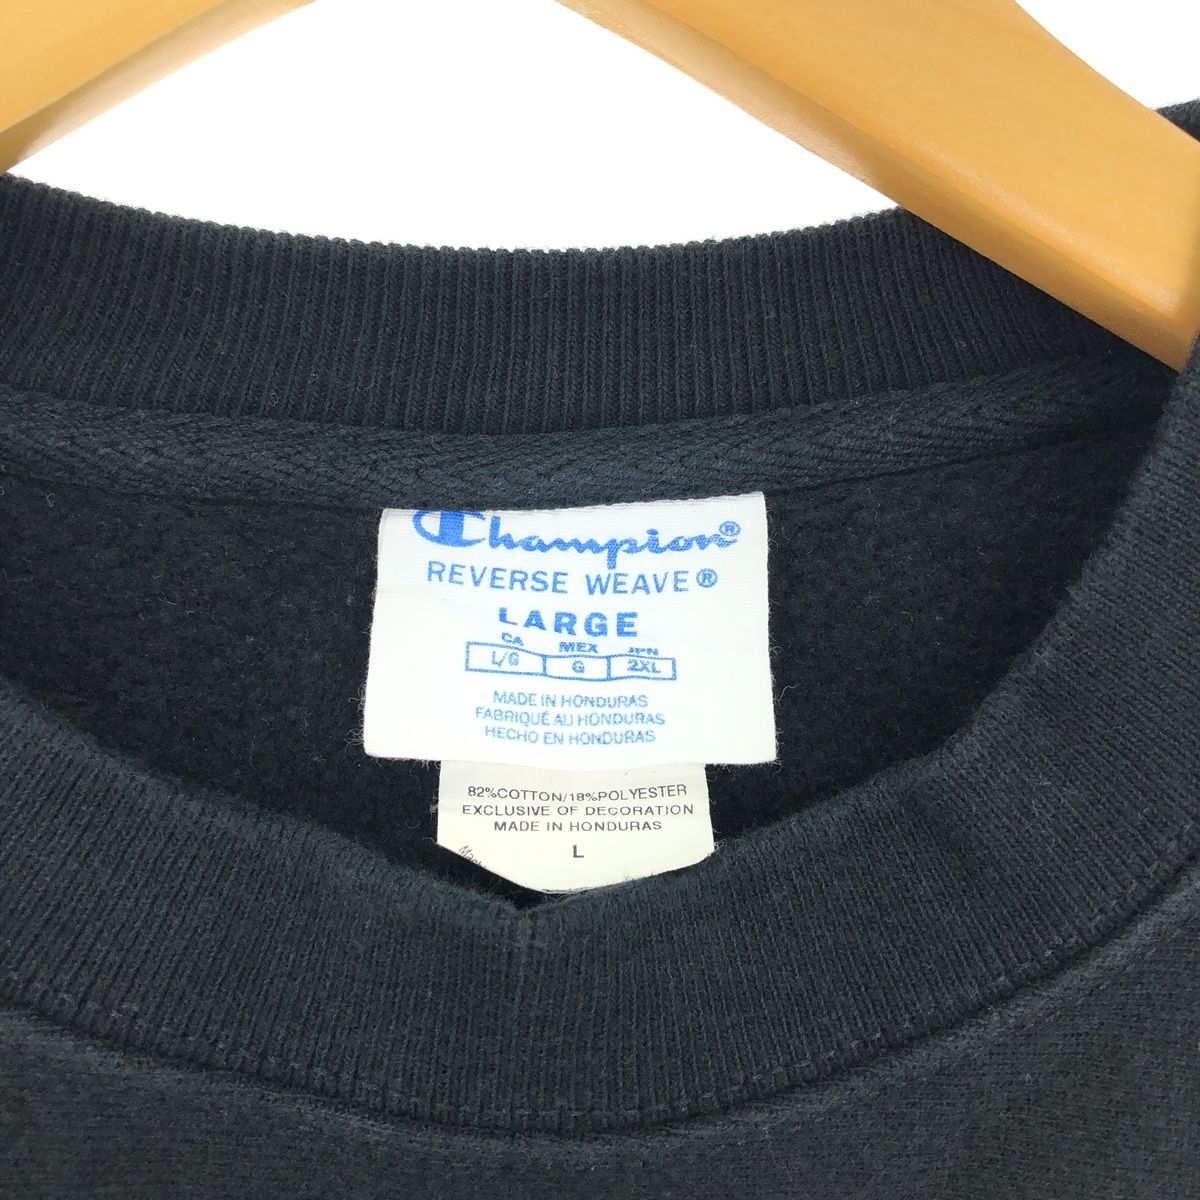 Champion®
REVERSE WEAVE®
LARGE
CA MEX JPN
L/G G 2XL
MADE IN HONDURAS
FABRIQUÉ AU HONDURAS
HECHO EN HONDURAS
82%COTTON/18%POLYESTER
EXCLUSIVE OF DECORATION
MADE IN HONDURAS
L